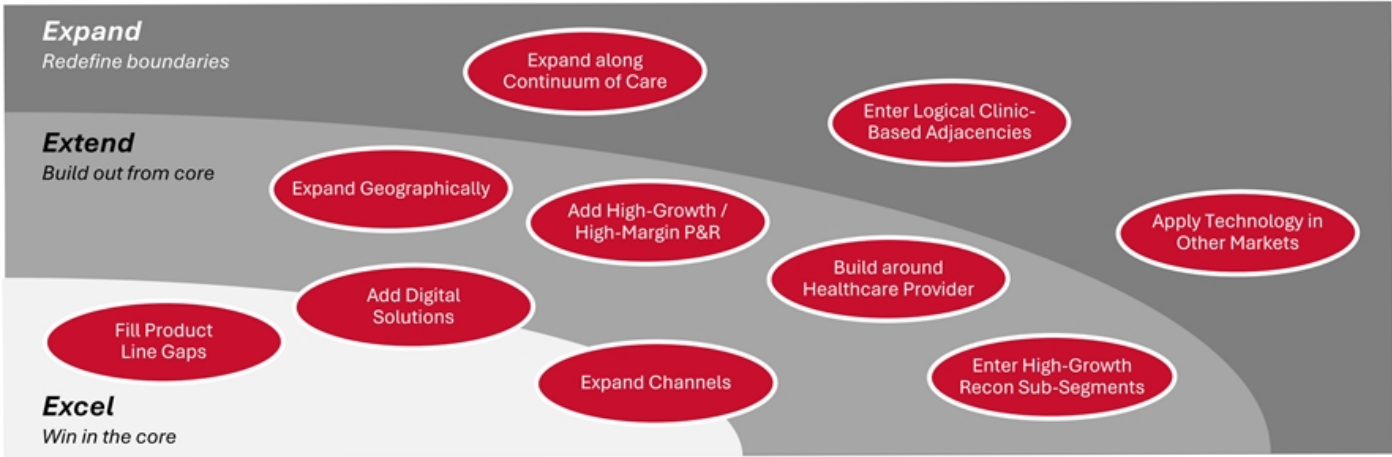 Expand
Redefine boundaries
Expand along
Continuum of Care
Enter Logical Clinic-
Based Adjacencies
Extend
Build out from core
Expand Geographically
Add High-Growth /
High-Margin P&R
Apply Technology in
Other Markets
Build around
Healthcare Provider
Add Digital
Solutions
Fill Product
Line Gaps
Expand Channels
Enter High-Growth
Recon Sub-Segments
Excel
Win in the core